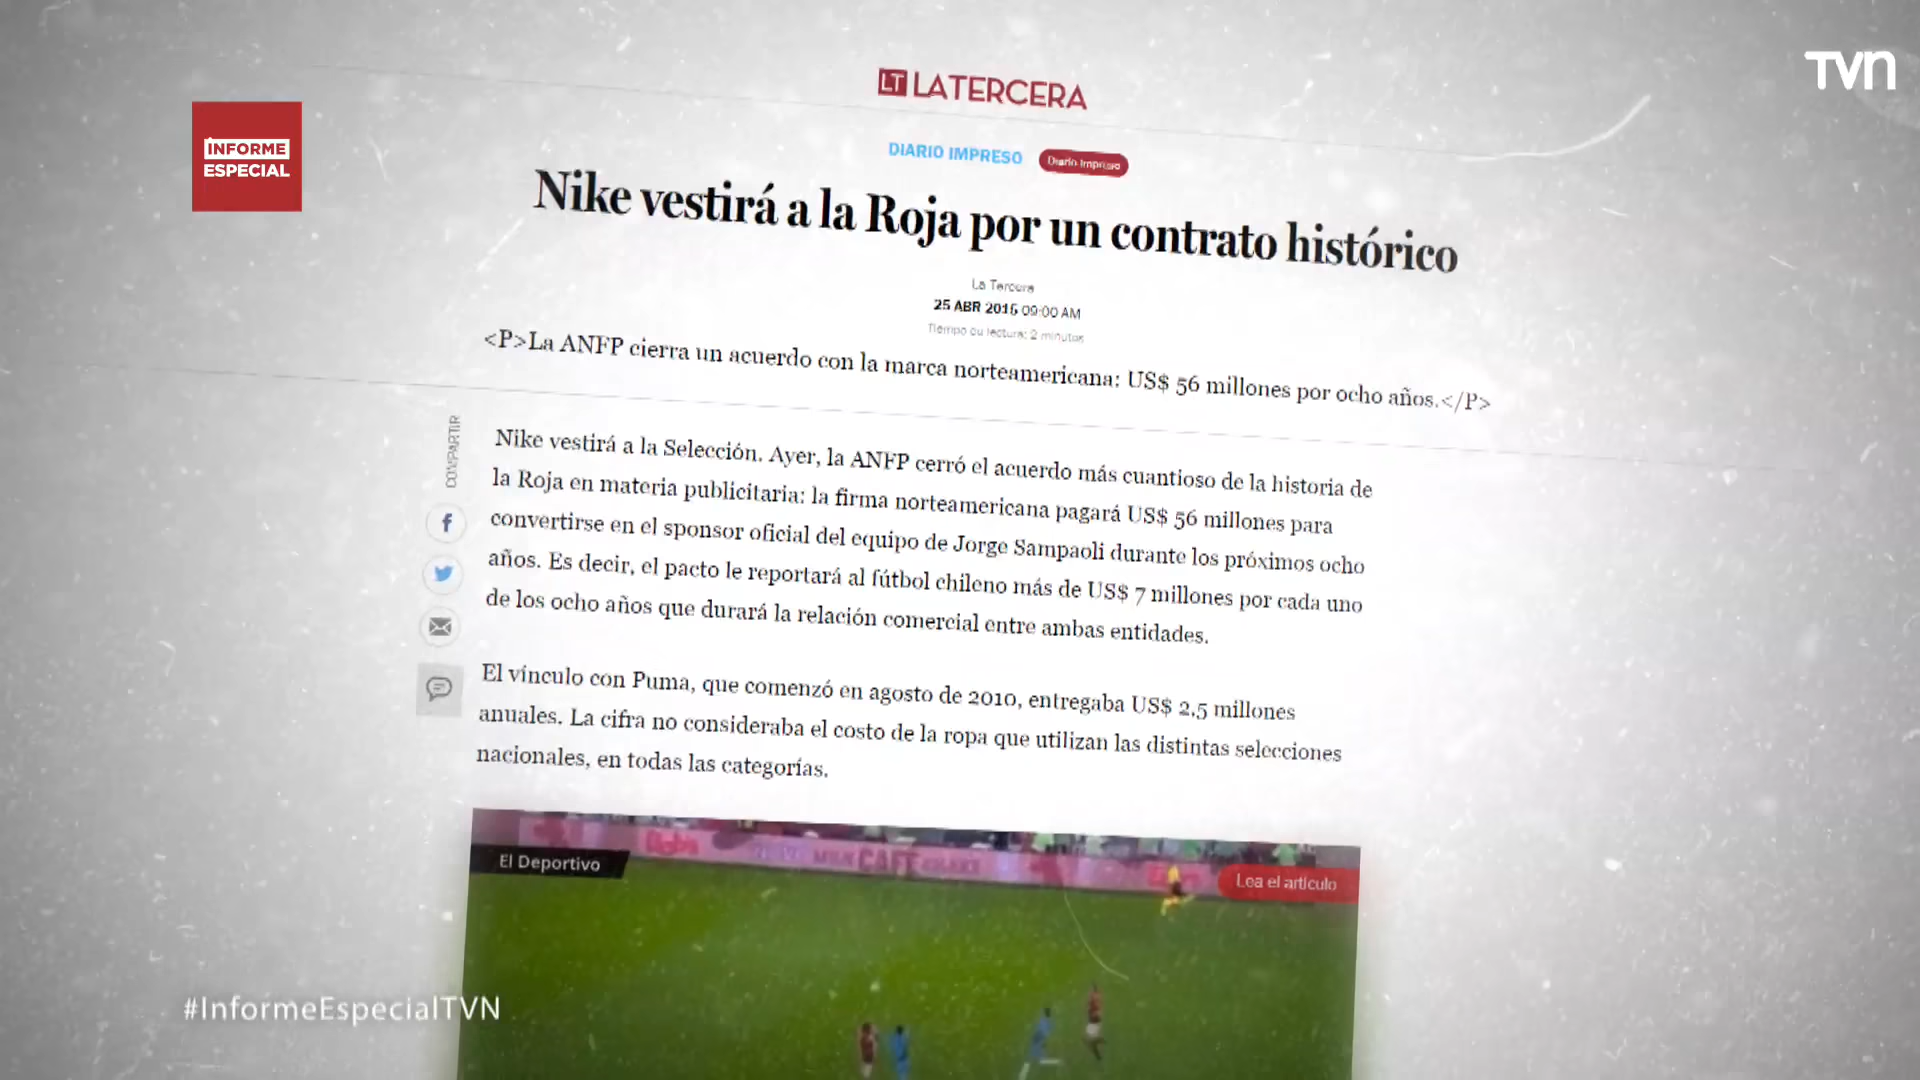 TVN
LT LATERCERA
INFORME
ESPECIAL
DIARIO IMPRESO
Diario Impreso
Nike vestirá a la Roja por un contrato histórico
La Tercera
25 ABR 2015 09:00 AM
Tiempo de lectura: 2 minutos
<P>La ANFP cierra un acuerdo con la marca norteamericana: US$ 56 millones por ocho años.</P>
COMPARTIR
Nike vestirá a la Selección. Ayer, la ANFP cerró el acuerdo más cuantioso de la historia de
la Roja en materia publicitaria: la firma norteamericana pagará US$ 56 millones para
convertirse en el sponsor oficial del equipo de Jorge Sampaoli durante los próximos ocho
años. Es decir, el pacto le reportará al fútbol chileno más de US$ 7 millones por cada uno
de los ocho años que durará la relación comercial entre ambas entidades.
El vínculo con Puma, que comenzó en agosto de 2010, entregaba US$ 2,5 millones
anuales. La cifra no consideraba el costo de la ropa que utilizan las distintas selecciones
nacionales, en todas las categorías.
El Deportivo
CAFE
Lea el artículo
#InformeEspecialTVN